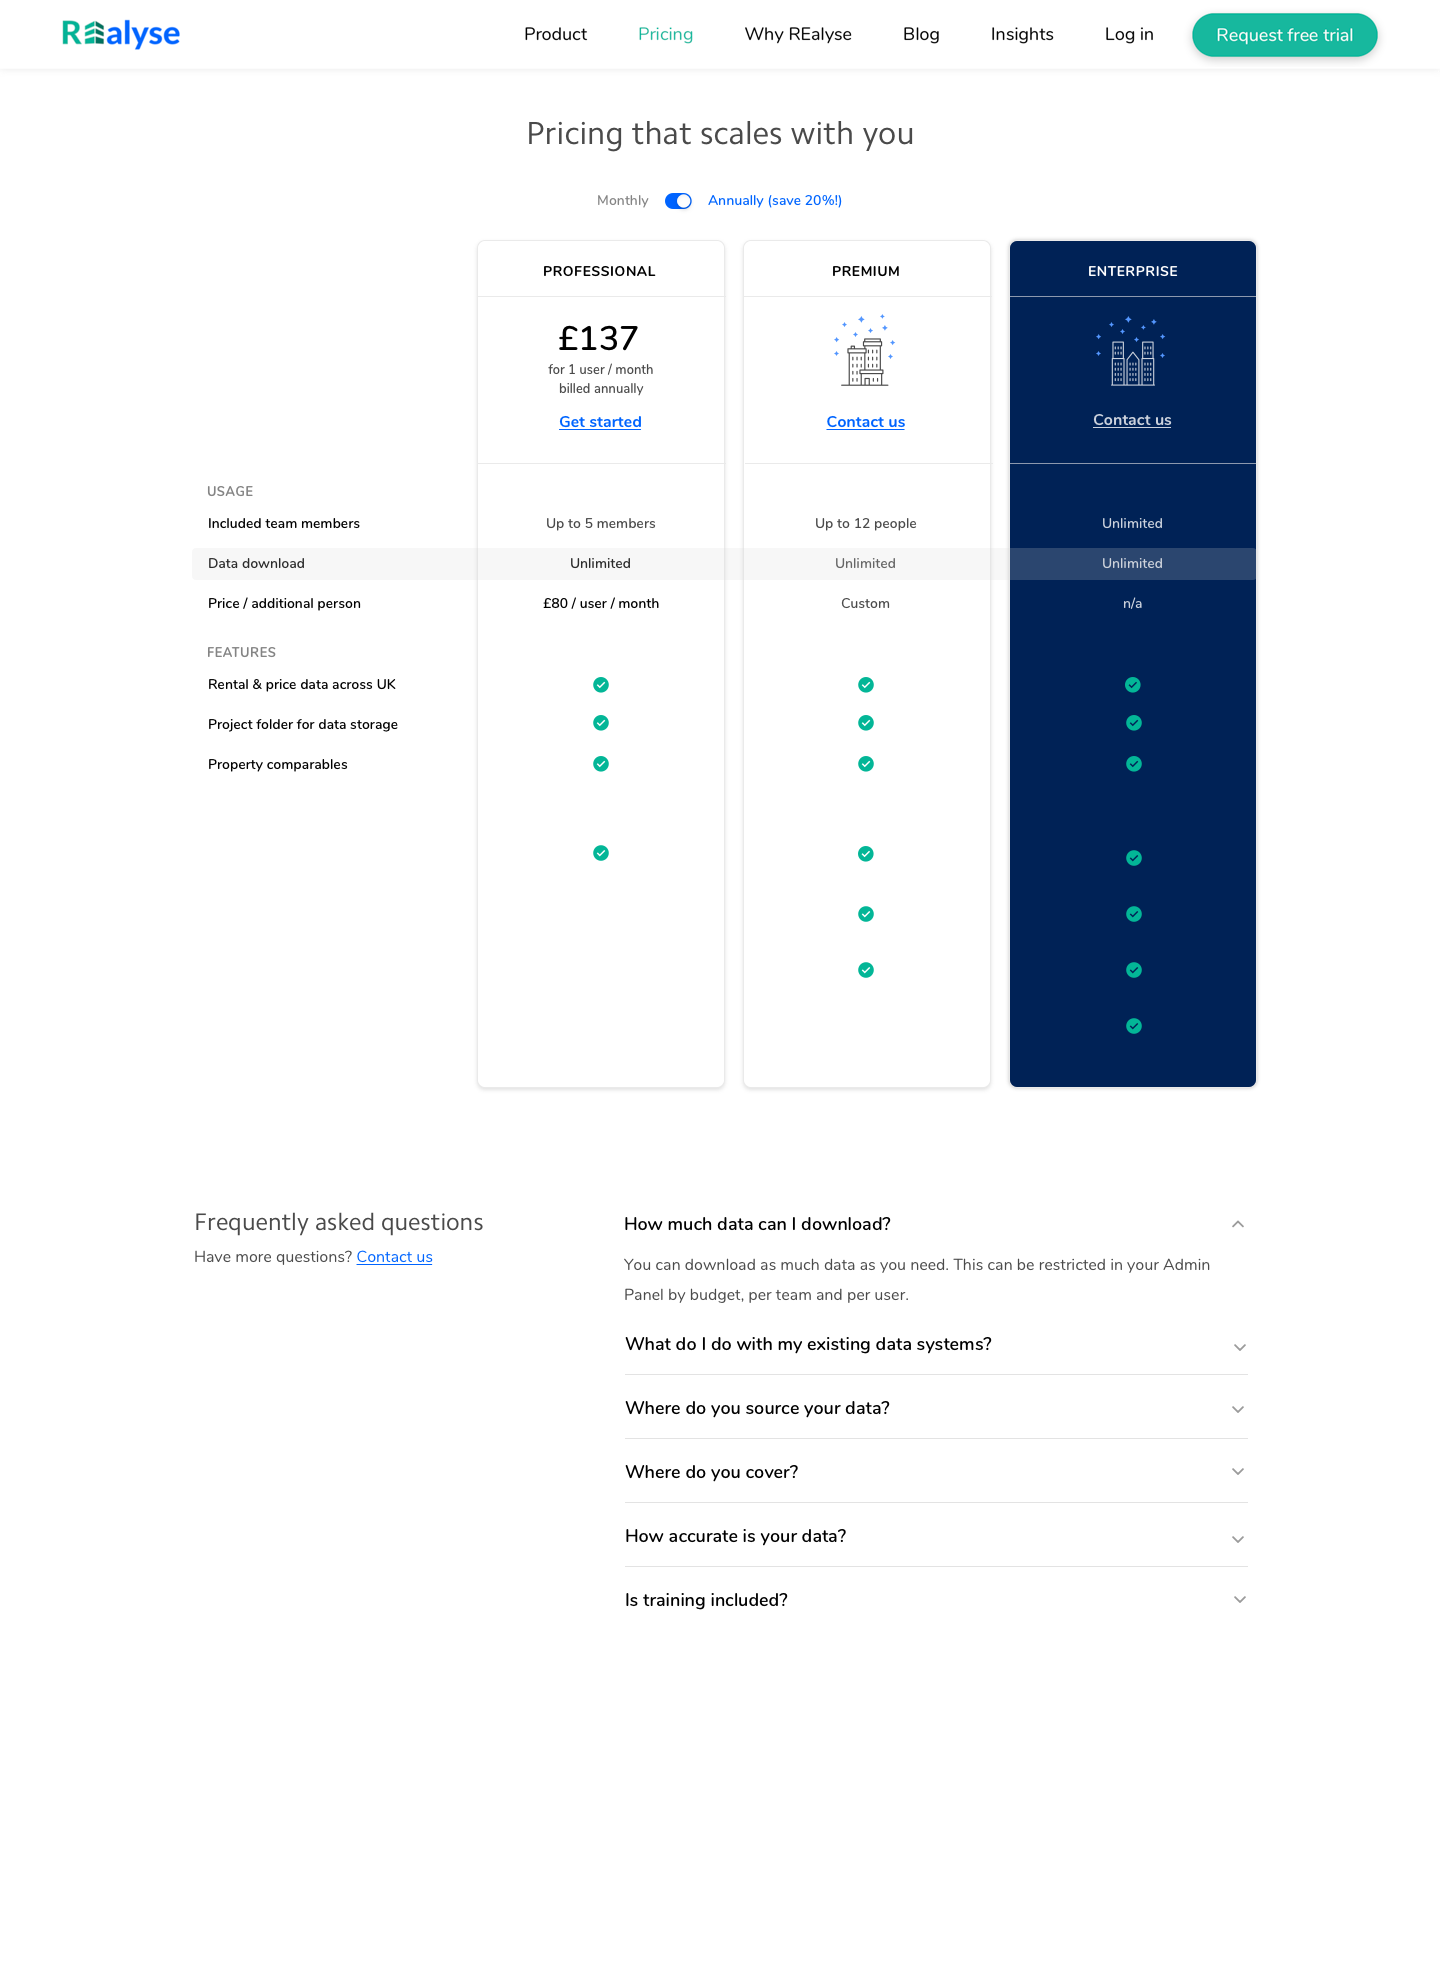 REalyse
Product
Pricing
Why REalyse
Blog
Insights
Log in
Request free trial
Pricing that scales with you
Monthly
Annually (save 20%!)
PROFESSIONAL
PREMIUM
ENTERPRISE
£137
for 1 user / month
billed annually
Get started
Contact us
Contact us
USAGE
Included team members
Up to 5 members
Up to 12 people
Unlimited
Data download
Unlimited
Unlimited
Unlimited
Price / additional person
£80 / user / month
Custom
n/a
FEATURES
Rental & price data across UK
Project folder for data storage
Property comparables
Frequently asked questions
Have more questions? Contact us
How much data can I download?
You can download as much data as you need. This can be restricted in your Admin
Panel by budget, per team and per user.
What do I do with my existing data systems?
Where do you source your data?
Where do you cover?
How accurate is your data?
Is training included?